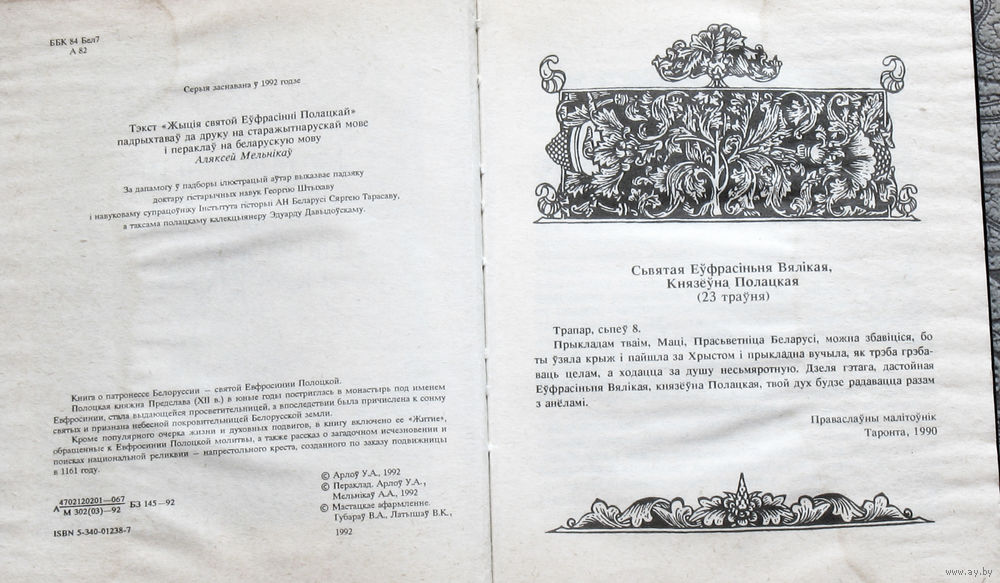 ББК 84 Бел7
А 82
Серыя заснавана ў 1992 годзе
Тэкст «Жыція святой Еўфрасінні Полацкай»
падрыхтаваў да друку на старажытнарускай мове
і пераклаў на беларускую мову
Аляксей Мельнікаў
За дапамогу ў падборы ілюстрацый аўтар выказвае падзяку
доктару гістарычных навук Георгію Штыхаву
і навуковаму супрацоўніку Інстытута гісторыі АН Беларусі Сяргею Тарасаву,
а таксама полацкаму калекцыянеру Эдуарду Давыдоўскаму.
Книга о патронессе Белоруссии — святой Евфросинии Полоцкой.
Полоцкая княжна Предслава (XII в.) в юные годы постриглась в монастырь под именем
Евфросинии, стала выдающейся просветительницей, а впоследствии была причислена к сонму
святых и признана небесной покровительницей Белорусской земли.
Кроме популярного очерка жизни и духовных подвигов, в книгу включено ее «Житие»,
обращенные к Евфросинии Полоцкой молитвы, а также рассказ о загадочном исчезновении и
поисках национальной реликвии — напрестольного креста, созданного по заказу подвижницы
в 1161 году.
А 4702120201—067
М 302(03)—92 БЗ 145—92
ISBN 5-340-01238-7
© Арлоў У.А., 1992
© Пераклад. Арлоў У.А.,
Мельнікаў А.А., 1992
© Мастацкае афармленне.
Губараў В.А., Латышаў В.К.,
1992
Сьвятая Еўфрасіньня Вялікая,
Князёўна Полацкая
(23 траўня)
Трапар, сьпеў 8.
Прыкладам тваім, Маці, Прасьветніца Беларусі, можна збавіціся, бо
ты ўзяла крыж і пайшла за Хрыстом і прыкладна вучыла, як трэба грэба-
ваць целам, а ходацца за душу несьмяротную. Дзеля гэтага, дастойная
Еўфрасіньня Вялікая, князёўна Полацкая, твой дух будзе радавацца разам
з анёламі.
Праваслаўны малітоўнік
Таронта, 1990
www.ay.by